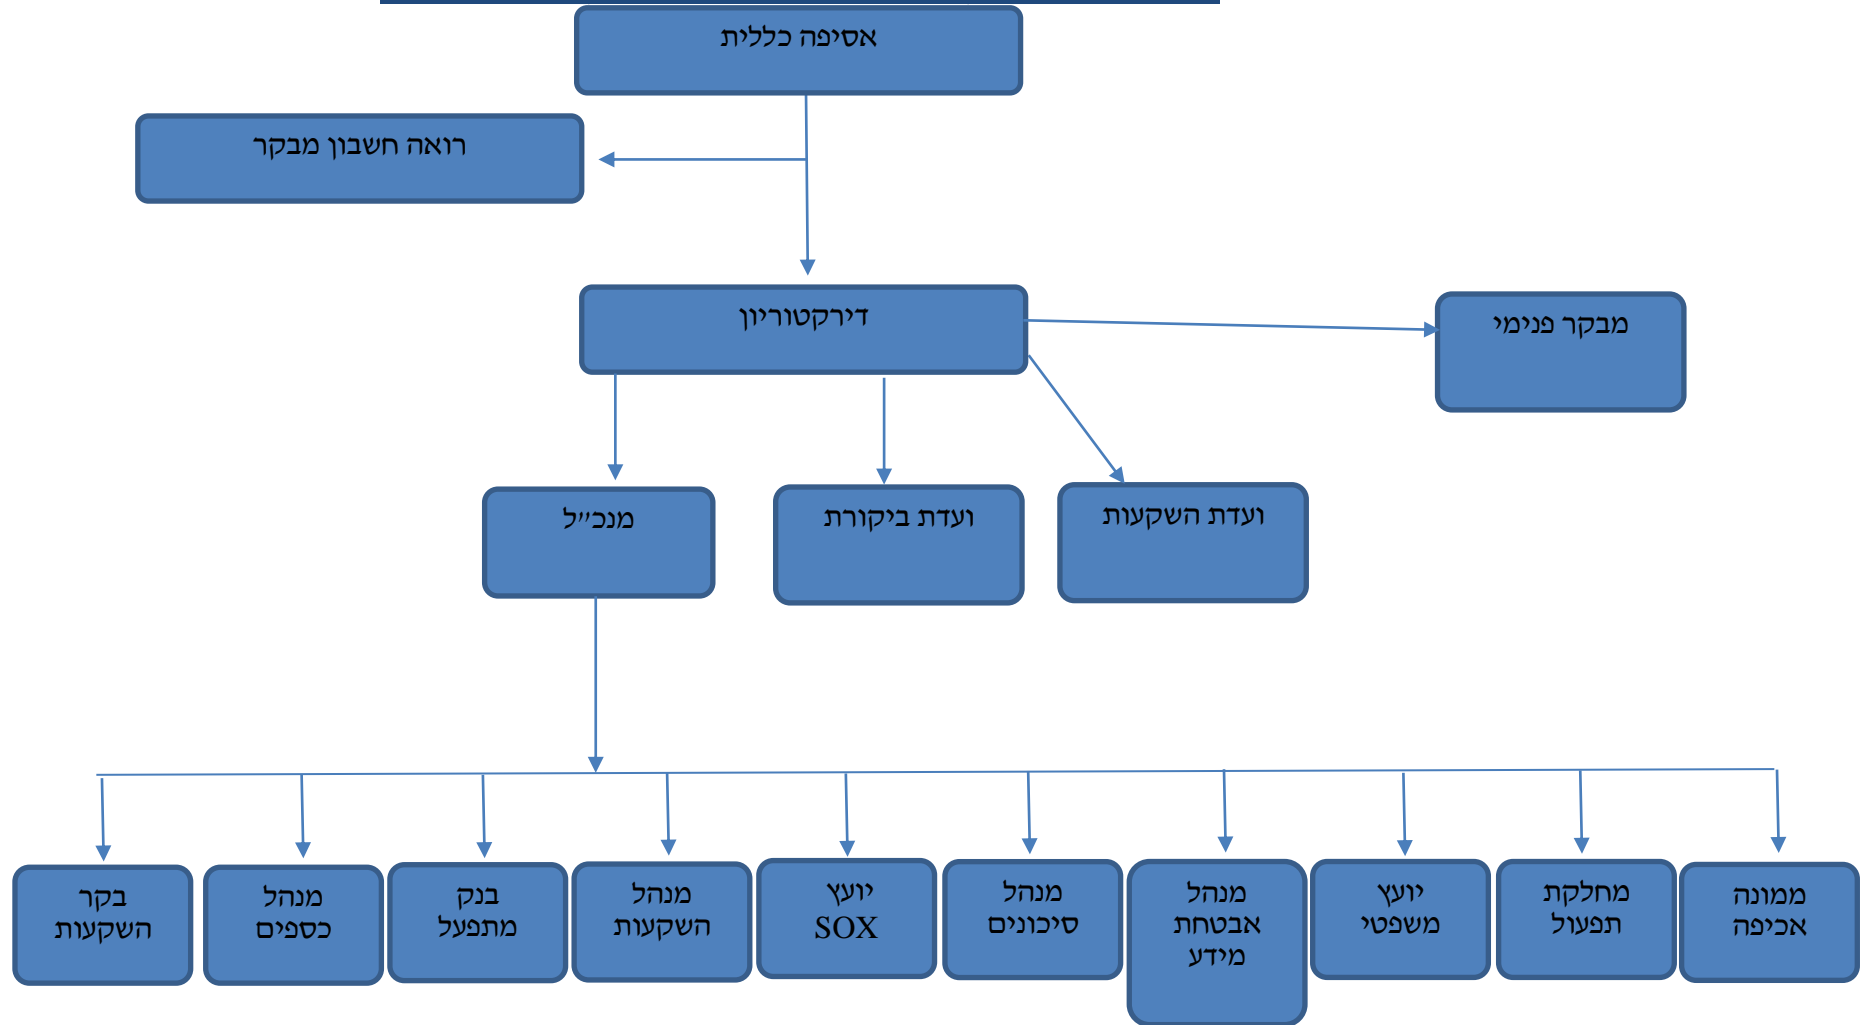 אסיפה כללית
רואה חשבון מבקר
דירקטוריון
מבקר פנימי
ועדת השקעות
ועדת ביקורת
מנכ״ל
ממונה
אכיפה
מחלקת
תפעול
יועץ
משפטי
מנהל
אבטחת
מידע
מנהל
סיכונים
יועץ
SOX
מנהל
השקעות
בנק
מתפעל
מנהל
כספים
בקר
השקעות